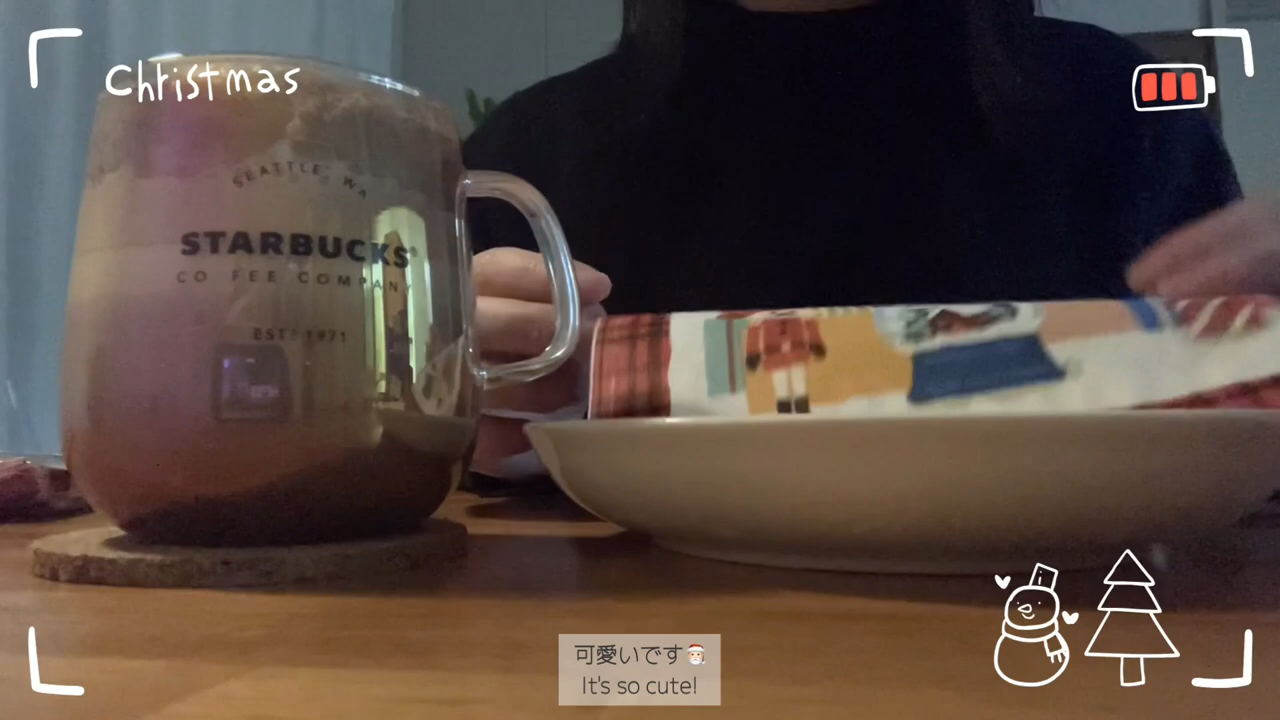 Christmas
SEATTLE, WA
STARBUCKS®
COFFEE COMPANY
EST. 1971
可愛いです🎅
It's so cute!